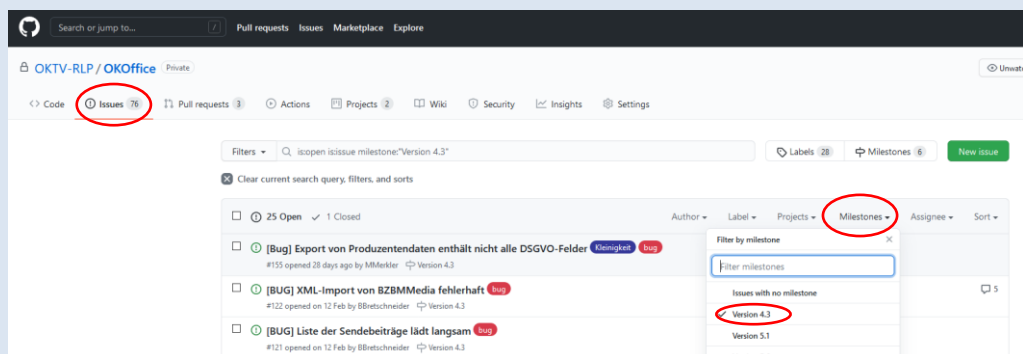 Search or jump to... / Pull requests Issues Marketplace Explore
OKTV-RLP / OKOffice Private Unwatc
<> Code Issues 76 Pull requests 3 Actions Projects 2 Wiki Security Insights Settings
Filters is:open is:issue milestone:"Version 4.3" Labels 28 Milestones 6 New issue
Clear current search query, filters, and sorts
25 Open 1 Closed Author Label Projects Milestones Assignee Sort
Filter by milestone
[Bug] Export von Produzentendaten enthält nicht alle DSGVO-Felder Kleinigkeit bug
#155 opened 28 days ago by MMerkler Version 4.3
Filter milestones
[BUG] XML-Import von BZBMMedia fehlerhaft bug 5
Issues with no milestone
#122 opened on 12 Feb by BBretschneider Version 4.3
Version 4.3
[BUG] Liste der Sendebeiträge lädt langsam bug
Version 5.1
#121 opened on 12 Feb by BBretschneider Version 4.3